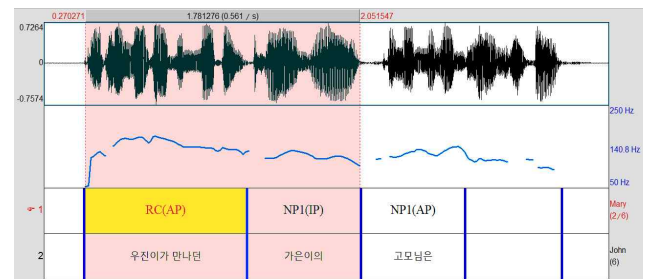 0.270271 1.781276 (0.561 / s) 2.051547
0.7264
0
-0.7574
250 Hz
140.8 Hz
50 Hz
1 RC(AP) NP1(IP) NP1(AP) Mary (2/6)
2 우진이가 만나던 가은이의 고모님은 John (6)